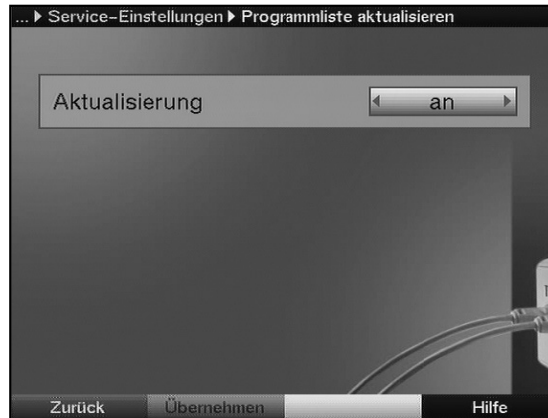 ... ▶ Service-Einstellungen ▶ Programmliste aktualisieren
Aktualisierung
an
Zurück Übernehmen Hilfe